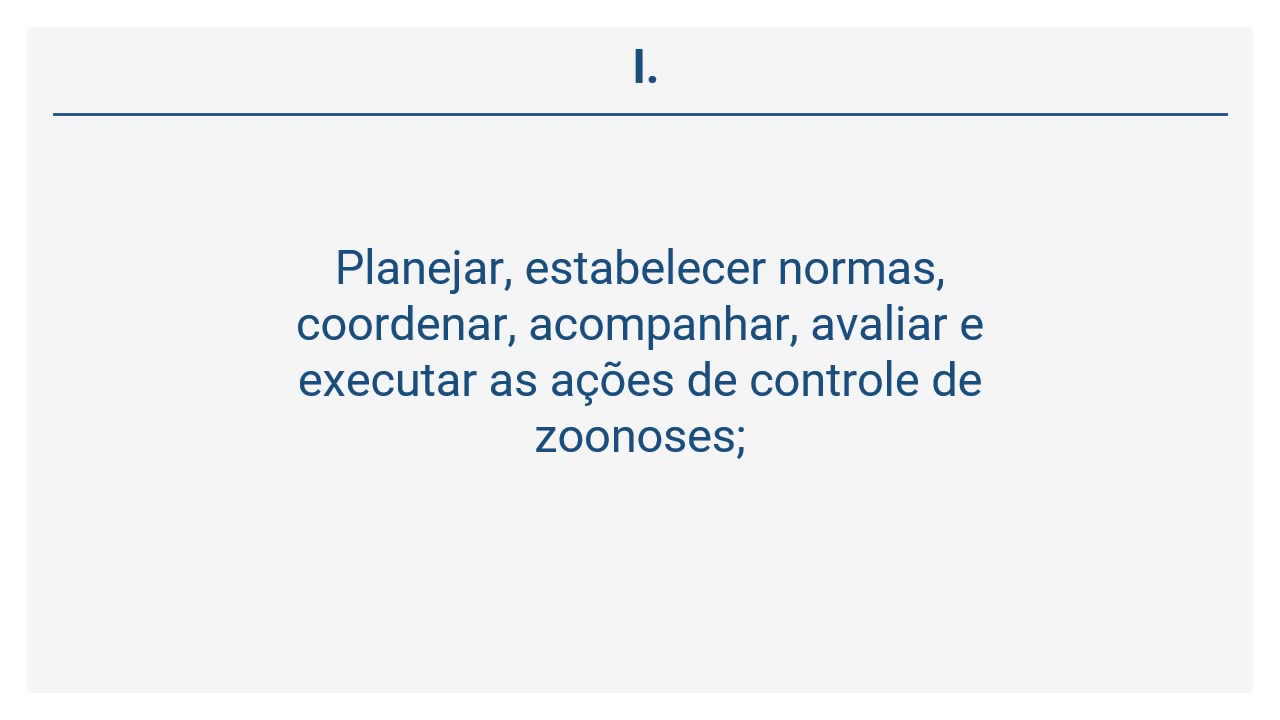 I.
Planejar, estabelecer normas,
coordenar, acompanhar, avaliar e
executar as ações de controle de
zoonoses;